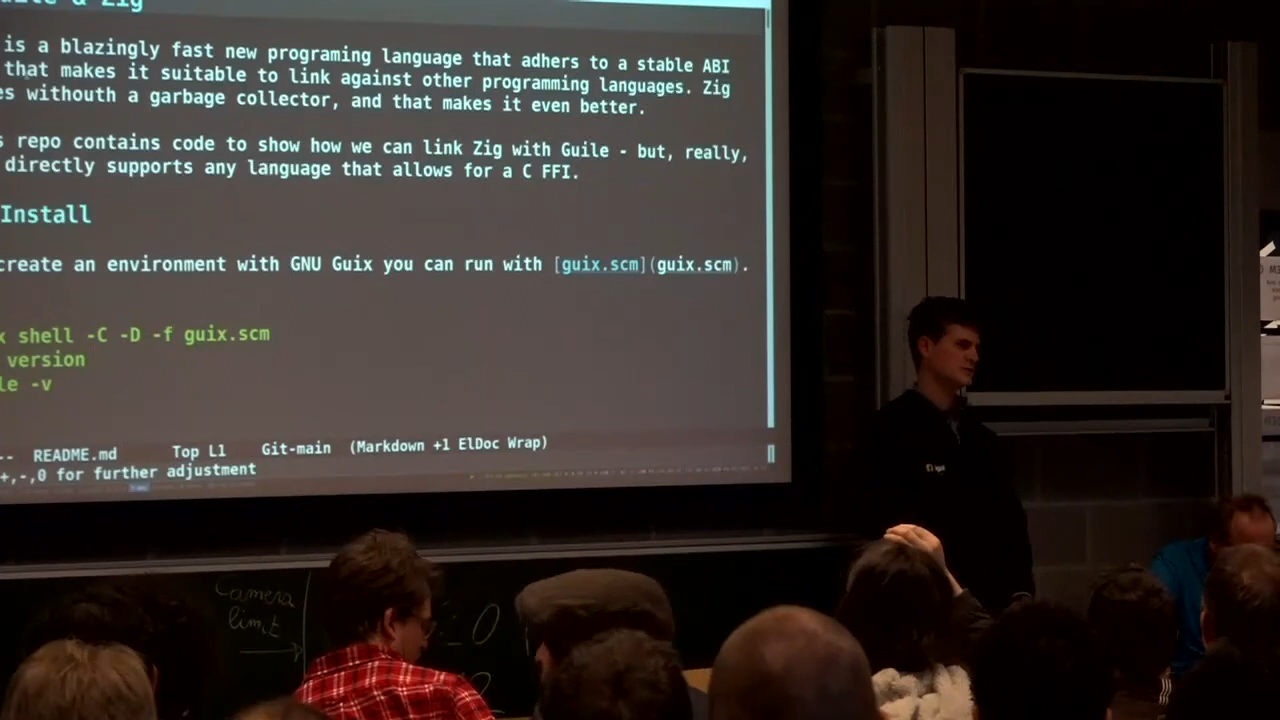 & Zig
is a blazingly fast new programing language that adhers to a stable ABI
that makes it suitable to link against other programming languages. Zig
es withouth a garbage collector, and that makes it even better.
s repo contains code to show how we can link Zig with Guile - but, really,
directly supports any language that allows for a C FFI.
Install
create an environment with GNU Guix you can run with [guix.scm](guix.scm).
x shell -C -D -f guix.scm
version
le -v
-- README.md Top L1 Git-main (Markdown +1 ElDoc Wrap)
+,-,0 for further adjustment
Camera
limit